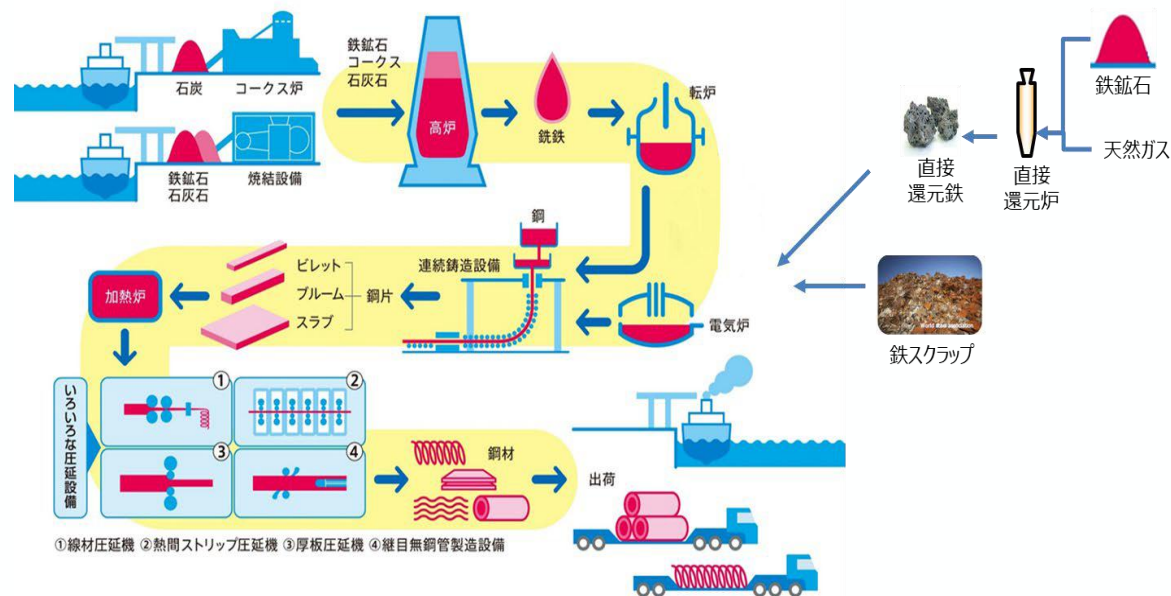 石炭
コークス炉
鉄鉱石
石灰石
焼結設備
鉄鉱石
コークス
石灰石
高炉
銑鉄
転炉
鋼
連続鋳造設備
電気炉
ビレット
ブルーム
スラブ
鋼片
加熱炉
いろいろな圧延設備
①
②
③
④
①線材圧延機 ②熱間ストリップ圧延機 ③厚板圧延機 ④継目無鋼管製造設備
鋼材
出荷
鉄鉱石
天然ガス
直接
還元炉
直接
還元鉄
World Steel Association
鉄スクラップ